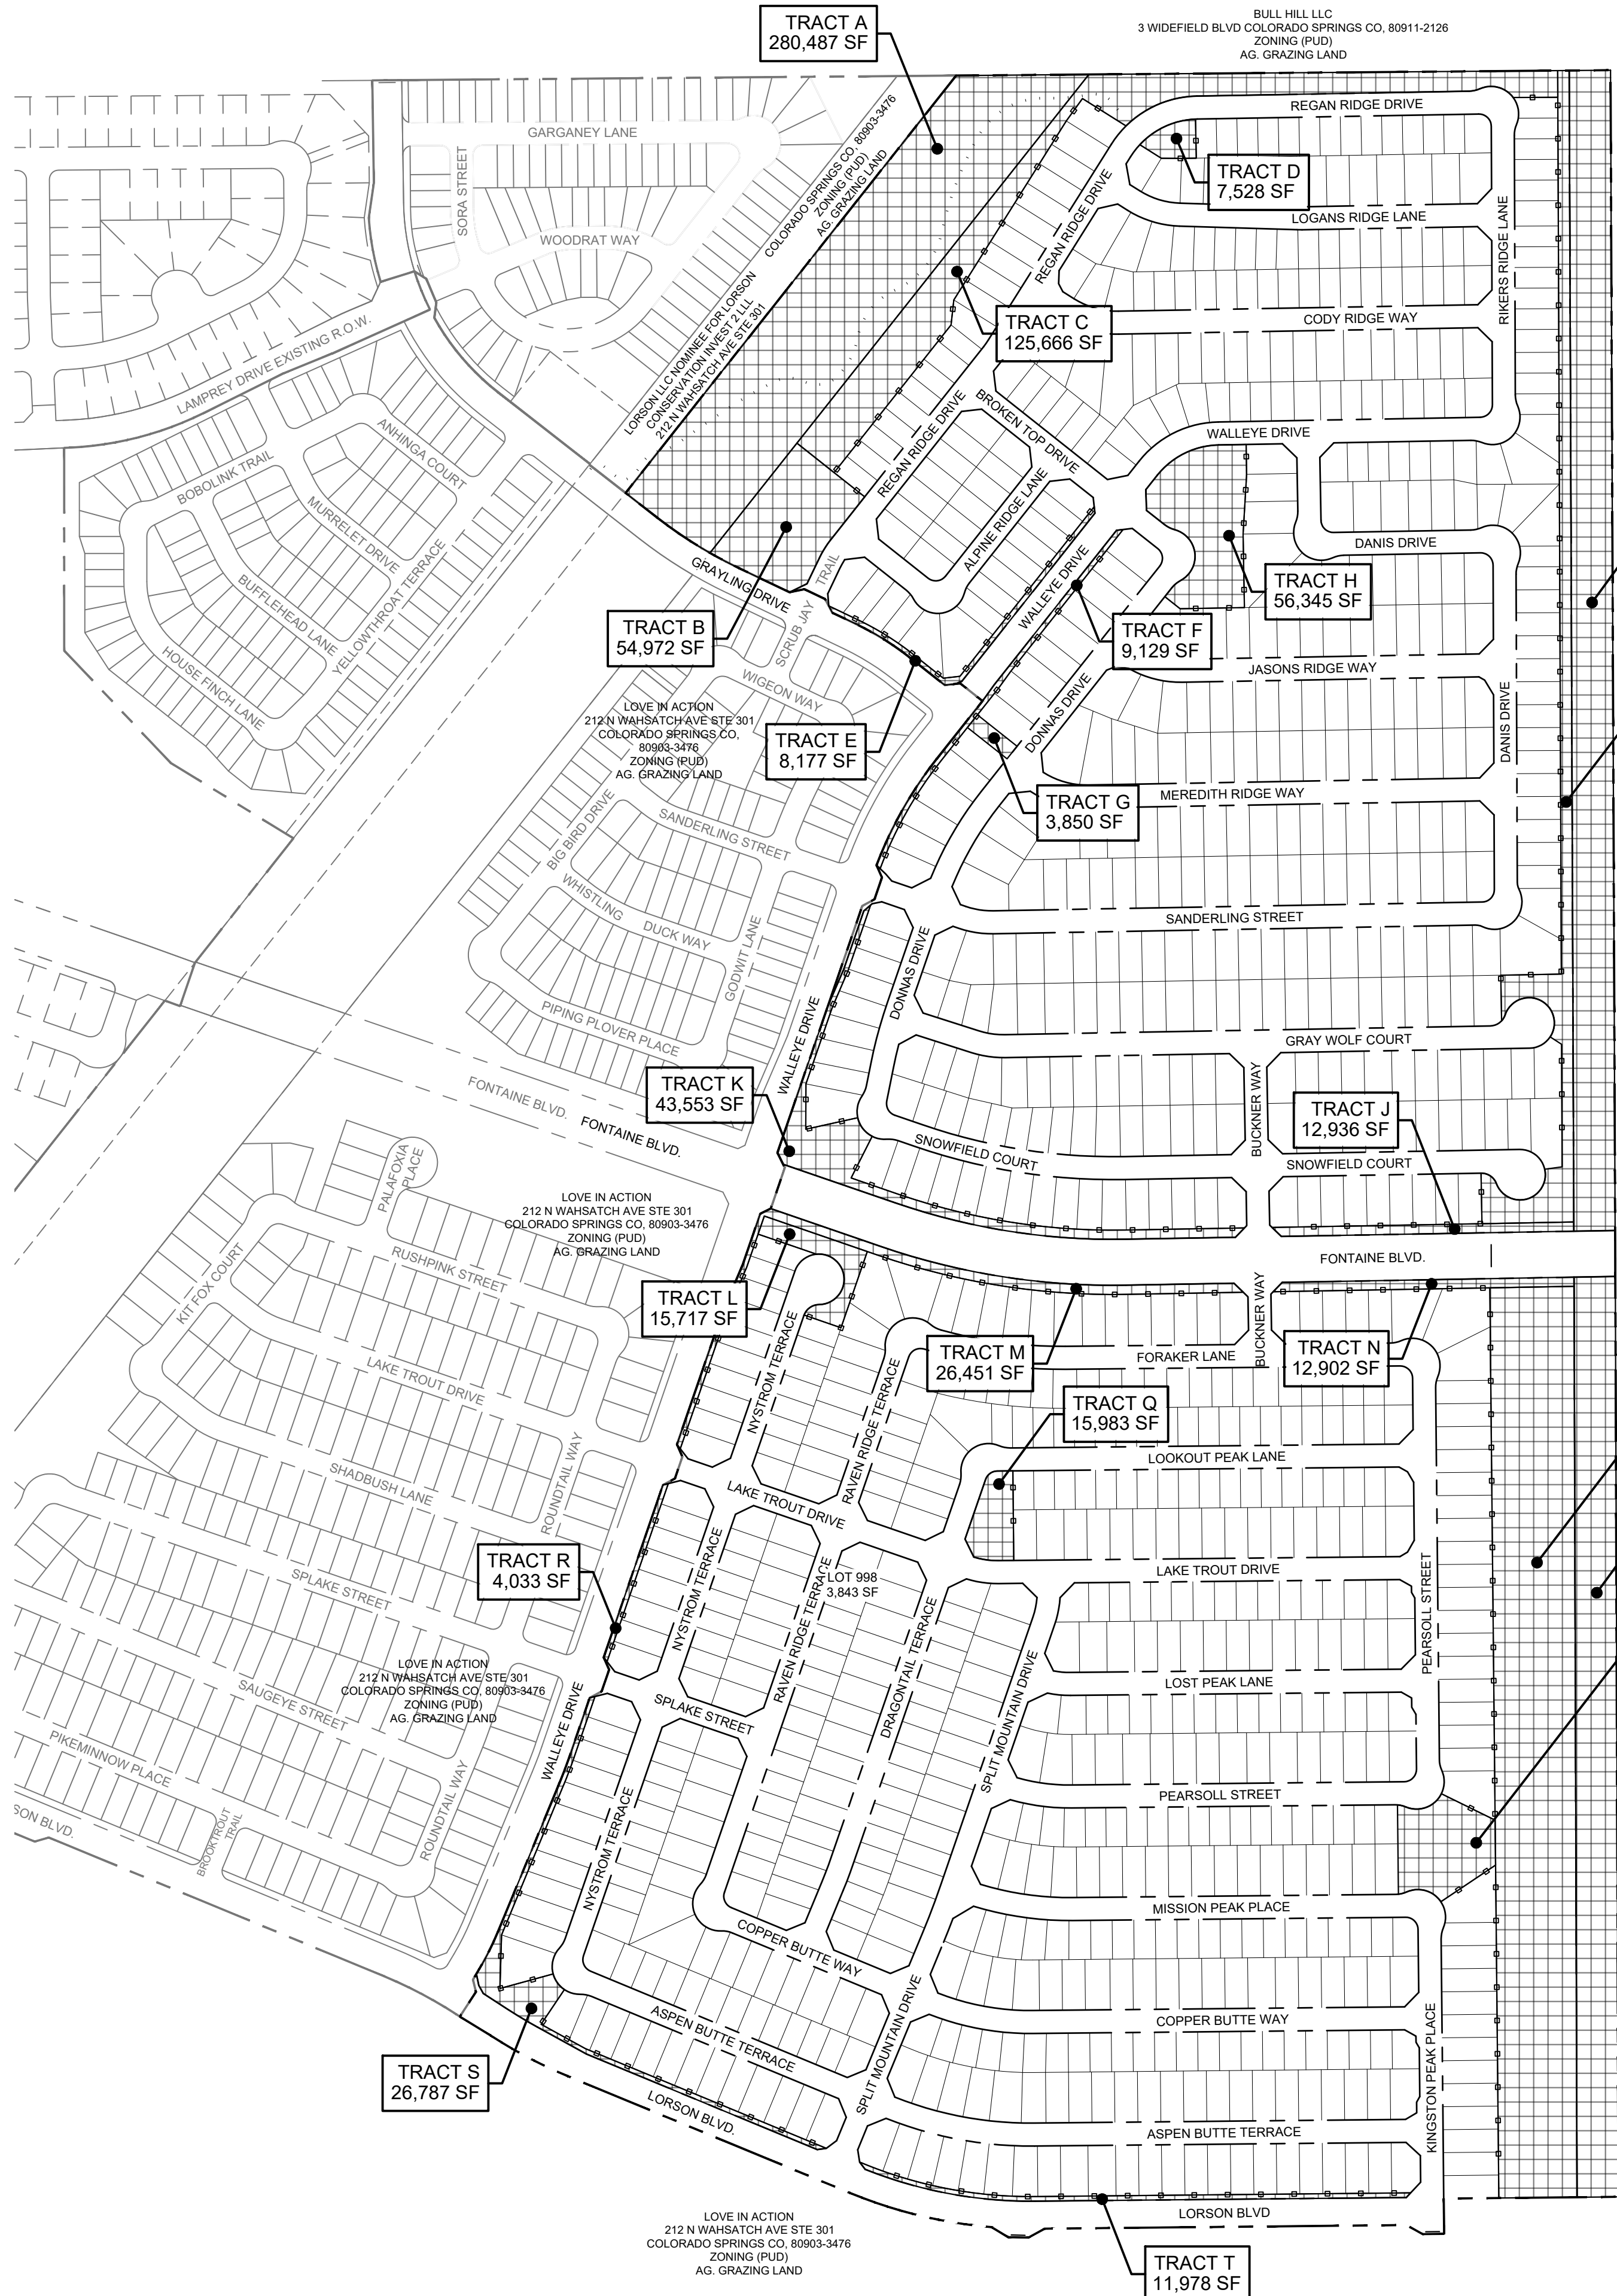 TRACT A
280,487 SF
BULL HILL LLC
3 WIDEFIELD BLVD COLORADO SPRINGS CO, 80911-2126
ZONING (PUD)
AG. GRAZING LAND
REGAN RIDGE DRIVE
GARGANEY LANE
SORA STREET
WOODRAT WAY
LORSON LLC NOMINEE FOR LORSON
CONSERVATION INVEST 2 LLL
212 N WAHSATCH AVE STE 301
COLORADO SPRINGS CO, 80903-3476
ZONING (PUD)
AG. GRAZING LAND
TRACT D
7,528 SF
REGAN RIDGE DRIVE
LOGANS RIDGE LANE
RIKERS RIDGE LANE
TRACT C
125,666 SF
CODY RIDGE WAY
LAMPREY DRIVE EXISTING R.O.W.
ANHINGA COURT
BOBOLINK TRAIL
MURRELET DRIVE
BUFFLEHEAD LANE
YELLOWTHROAT TERRACE
HOUSE FINCH LANE
REGAN RIDGE DRIVE
BROKEN TOP DRIVE
WALLEYE DRIVE
ALPINE RIDGE LANE
DANIS DRIVE
GRAYLING DRIVE
SCRUB JAY
TRAIL
WALLEYE DRIVE
TRACT H
56,345 SF
TRACT B
54,972 SF
TRACT F
9,129 SF
JASONS RIDGE WAY
DANIS DRIVE
WIGEON WAY
DONNAS DRIVE
LOVE IN ACTION
212 N WAHSATCH AVE STE 301
COLORADO SPRINGS CO,
80903-3476
ZONING (PUD)
AG. GRAZING LAND
TRACT E
8,177 SF
TRACT G
3,850 SF
MEREDITH RIDGE WAY
BIG BIRD DRIVE
SANDERLING STREET
WHISTLING DUCK WAY
GODWIT LANE
SANDERLING STREET
DONNAS DRIVE
PIPING PLOVER PLACE
WALLEYE DRIVE
GRAY WOLF COURT
BUCKNER WAY
TRACT K
43,553 SF
TRACT J
12,936 SF
FONTAINE BLVD.
FONTAINE BLVD.
SNOWFIELD COURT
SNOWFIELD COURT
PALAFOXIA
PLACE
LOVE IN ACTION
212 N WAHSATCH AVE STE 301
COLORADO SPRINGS CO, 80903-3476
ZONING (PUD)
AG. GRAZING LAND
KIT FOX COURT
RUSHPINK STREET
FONTAINE BLVD.
TRACT L
15,717 SF
BUCKNER WAY
TRACT M
26,451 SF
FORAKER LANE
TRACT N
12,902 SF
LAKE TROUT DRIVE
NYSTROM TERRACE
RAVEN RIDGE TERRACE
TRACT Q
15,983 SF
LOOKOUT PEAK LANE
SHADBUSH LANE
ROUNDTAIL WAY
LAKE TROUT DRIVE
TRACT R
4,033 SF
SPLAKE STREET
NYSTROM TERRACE
RAVEN RIDGE TERRACE
LOT 998
3,843 SF
LAKE TROUT DRIVE
PEARSOLL STREET
DRAGONTAIL TERRACE
SPLIT MOUNTAIN DRIVE
LOST PEAK LANE
LOVE IN ACTION
212 N WAHSATCH AVE STE 301
COLORADO SPRINGS CO, 80903-3476
ZONING (PUD)
AG. GRAZING LAND
SAUGEYE STREET
SPLAKE STREET
WALLEYE DRIVE
PIKEMINNOW PLACE
PEARSOLL STREET
SON BLVD.
BROOKTROUT
TRAIL
ROUNDTAIL WAY
NYSTROM TERRACE
MISSION PEAK PLACE
COPPER BUTTE WAY
ASPEN BUTTE TERRACE
SPLIT MOUNTAIN DRIVE
COPPER BUTTE WAY
KINGSTON PEAK PLACE
TRACT S
26,787 SF
LORSON BLVD.
ASPEN BUTTE TERRACE
LORSON BLVD
LOVE IN ACTION
212 N WAHSATCH AVE STE 301
COLORADO SPRINGS CO, 80903-3476
ZONING (PUD)
AG. GRAZING LAND
TRACT T
11,978 SF